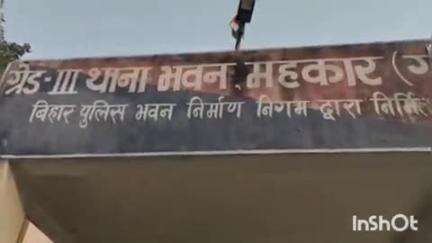 ग्रेड-III थाना भवन, महकार (ग
बिहार पुलिस भवन निर्माण निगम द्वारा निर्मि
InShOt